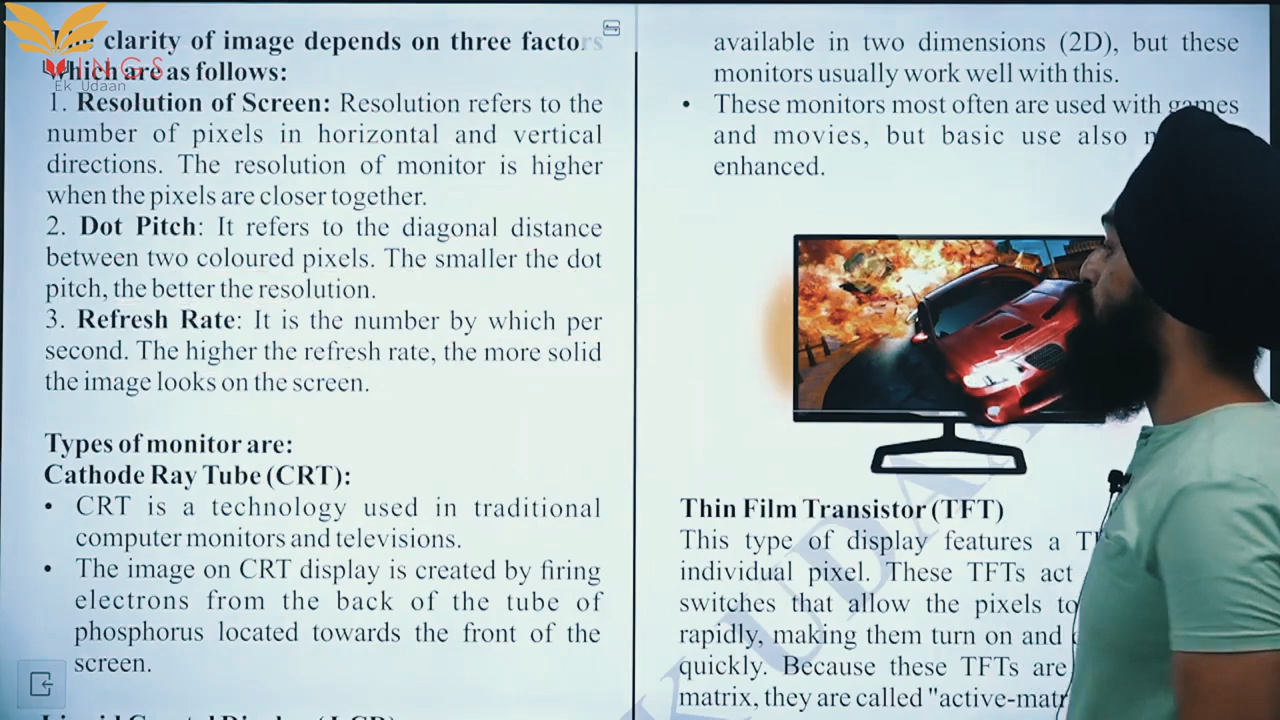 clarity of image depends on three factors
which are as follows:
WINGS
Ek Udaan
1. Resolution of Screen: Resolution refers to the
number of pixels in horizontal and vertical
directions. The resolution of monitor is higher
when the pixels are closer together.
2. Dot Pitch: It refers to the diagonal distance
between two coloured pixels. The smaller the dot
pitch, the better the resolution.
3. Refresh Rate: It is the number by which per
second. The higher the refresh rate, the more solid
the image looks on the screen.
Types of monitor are:
Cathode Ray Tube (CRT):
• CRT is a technology used in traditional
computer monitors and televisions.
• The image on CRT display is created by firing
electrons from the back of the tube of
phosphorus located towards the front of the
screen.
available in two dimensions (2D), but these
monitors usually work well with this.
• These monitors most often are used with games
and movies, but basic use also
enhanced.
Thin Film Transistor (TFT)
This type of display features a
individual pixel. These TFTs act
switches that allow the pixels to
rapidly, making them turn on and
quickly. Because these TFTs are
matrix, they are called "active-matr